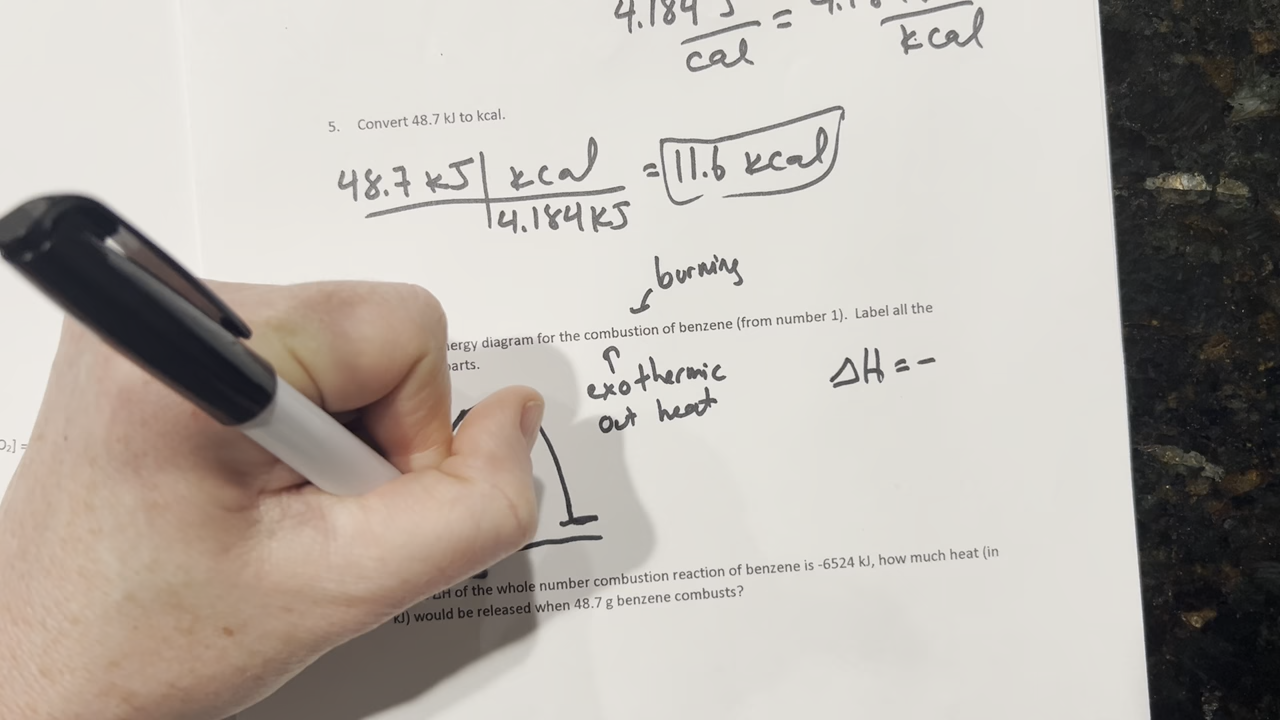 4.184 J = 4.18
cal kcal
5. Convert 48.7 kJ to kcal.
48.7 kJ | kcal = 11.6 kcal
4.184 kJ
burning
diagram for the combustion of benzene (from number 1). Label all the
exothermic ΔH = -
out heat
O₂] =
of the whole number combustion reaction of benzene is -6524 kJ, how much heat (in
kJ) would be released when 48.7 g benzene combusts?